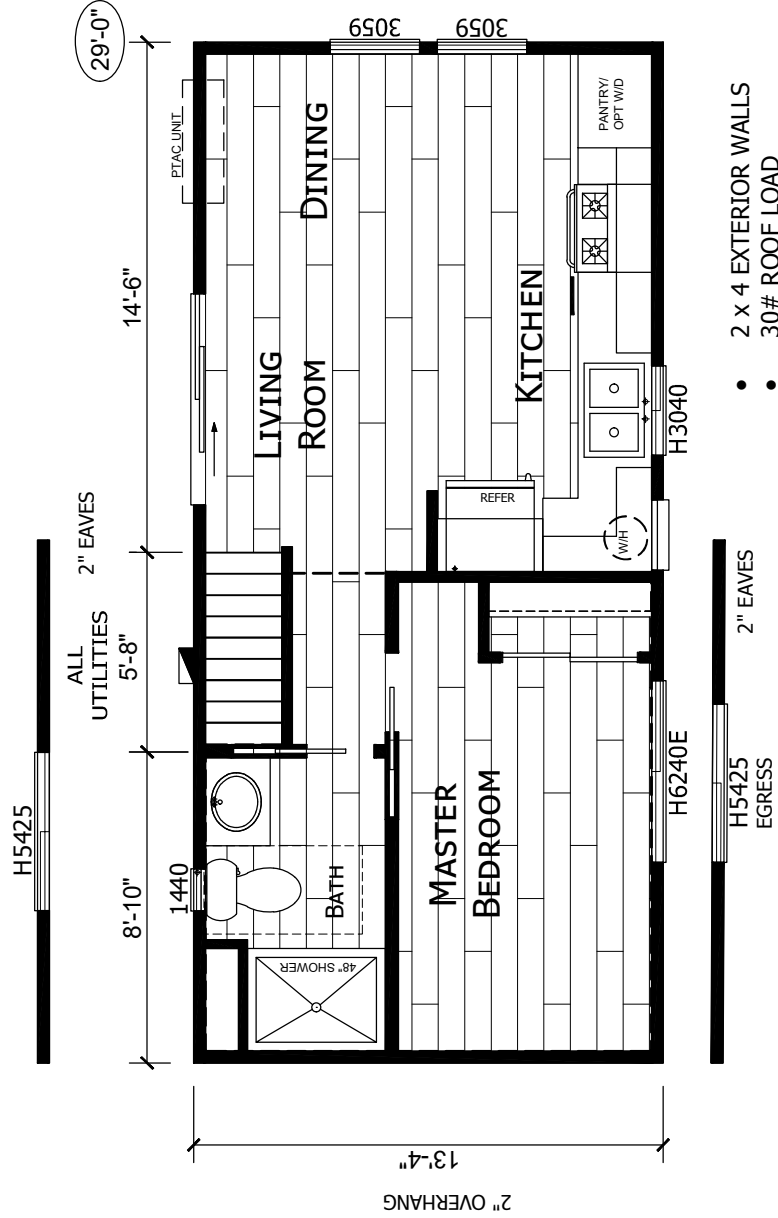 H5425
ALL
UTILITIES
2" EAVES
8'-10"
5'-8"
14'-6"
29'-0"
PTAC UNIT
1440
BATH
48" SHOWER
LIVING
ROOM
DINING
3059
3059
13'-4"
2" OVERHANG
MASTER
BEDROOM
REFER
W/H
KITCHEN
PANTRY/
OPT W/D
H6240E
H3040
H5425
EGRESS
2" EAVES
• 2 x 4 EXTERIOR WALLS
• 30# ROOF LOAD